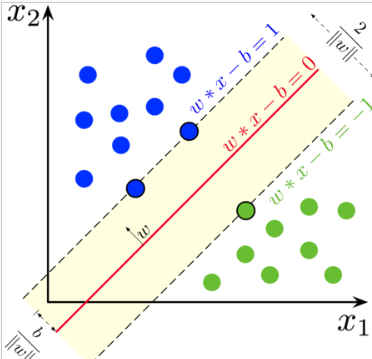 x₂
w * x − b = 1
2
‖w‖
w * x − b = 0
w * x − b = −1
w
b
‖w‖
x₁